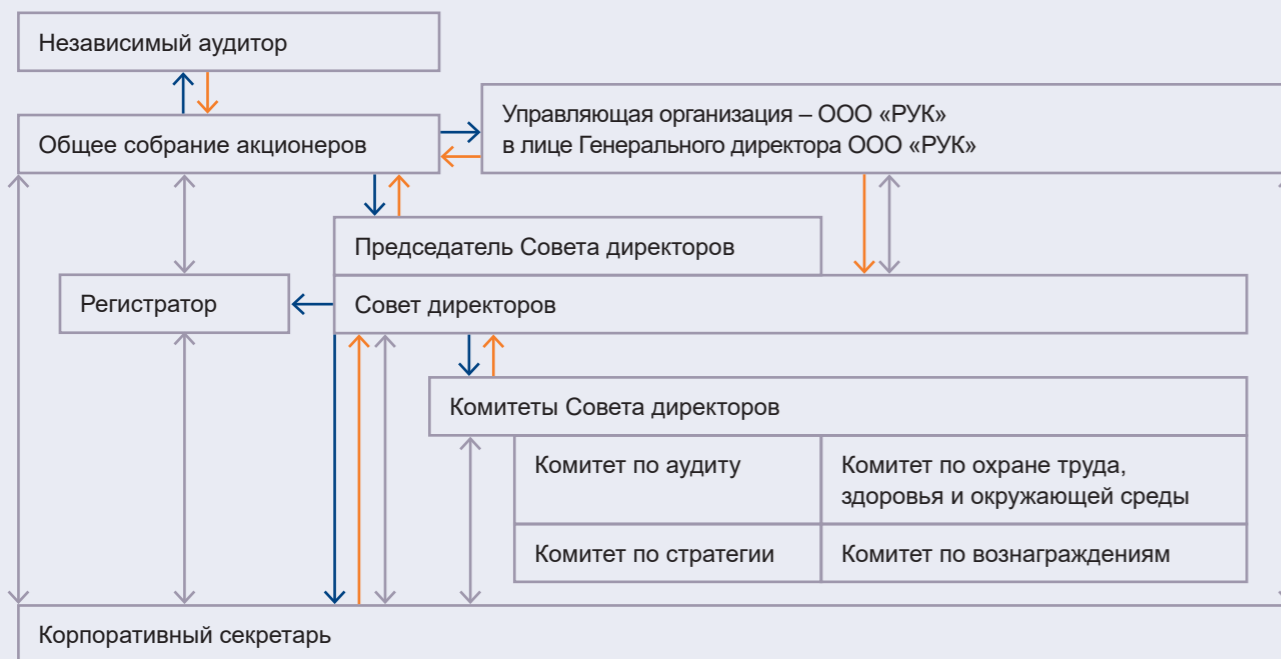 Независимый аудитор
Управляющая организация – ООО «РУК»
в лице Генерального директора ООО «РУК»
Общее собрание акционеров
Председатель Совета директоров
Регистратор
Совет директоров
Комитеты Совета директоров
Комитет по аудиту
Комитет по охране труда,
здоровья и окружающей среды
Комитет по стратегии
Комитет по вознаграждениям
Корпоративный секретарь